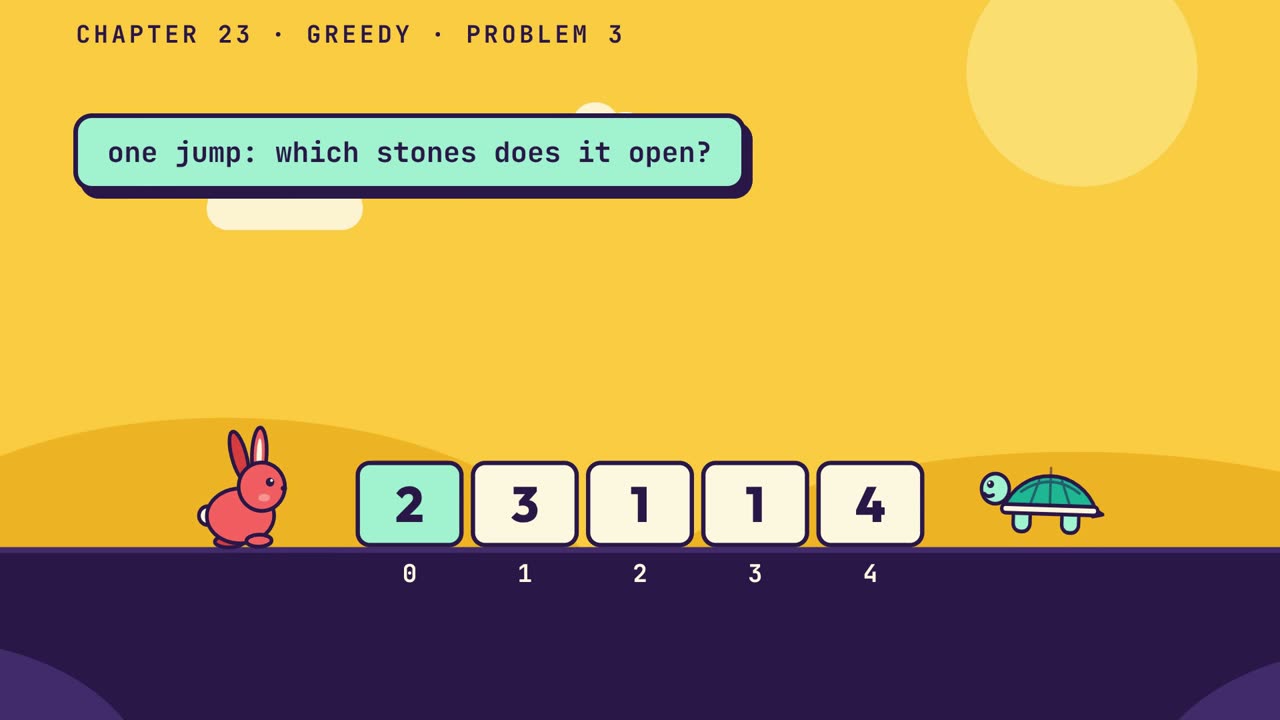 CHAPTER 23 · GREEDY · PROBLEM 3
one jump: which stones does it open?
2 3 1 1 4
0 1 2 3 4